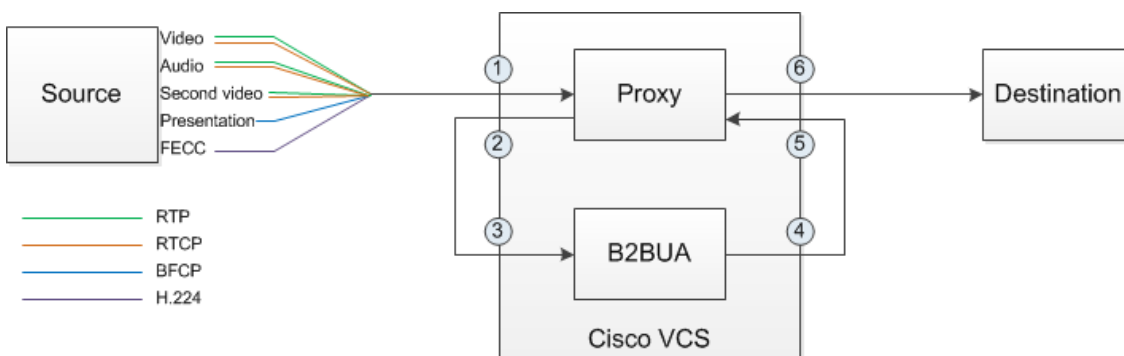 Source
Video
Audio
Second video
Presentation
FECC
RTP
RTCP
BFCP
H.224
1
2
3
Proxy
B2BUA
Cisco VCS
6
5
4
Destination